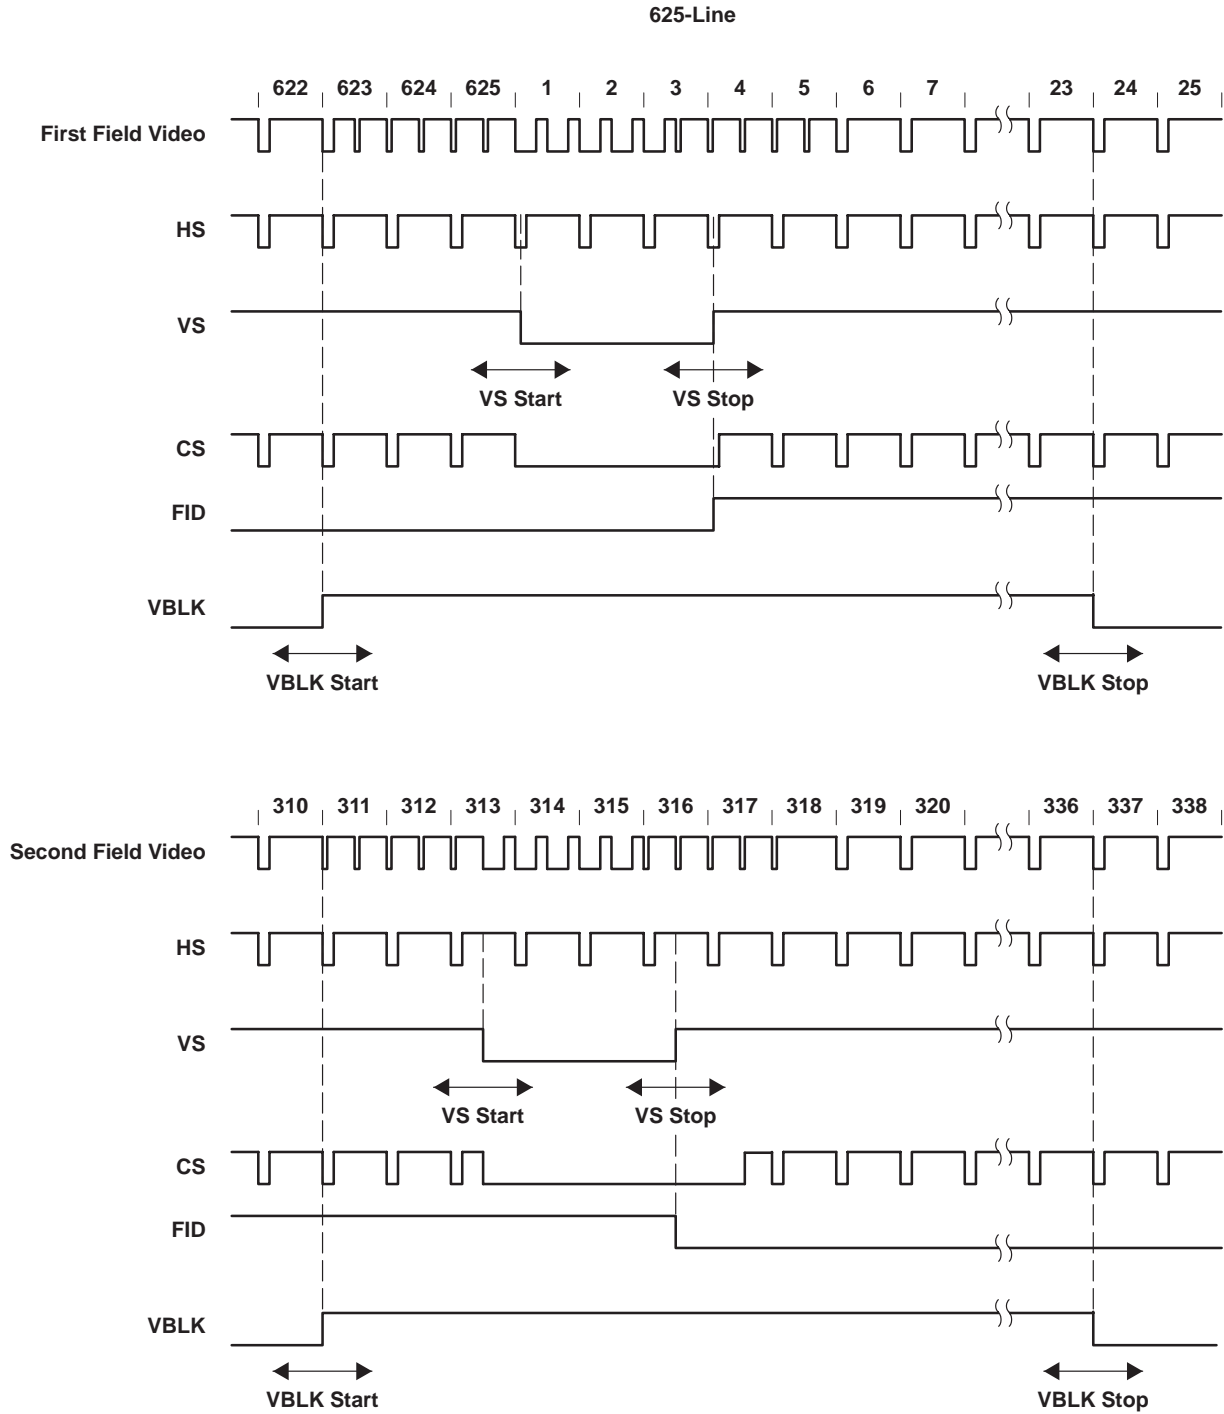 625-Line
622 623 624 625 1 2 3 4 5 6 7 23 24 25
First Field Video
HS
VS
VS Start VS Stop
CS
FID
VBLK
VBLK Start VBLK Stop
310 311 312 313 314 315 316 317 318 319 320 336 337 338
Second Field Video
HS
VS
VS Start VS Stop
CS
FID
VBLK
VBLK Start VBLK Stop